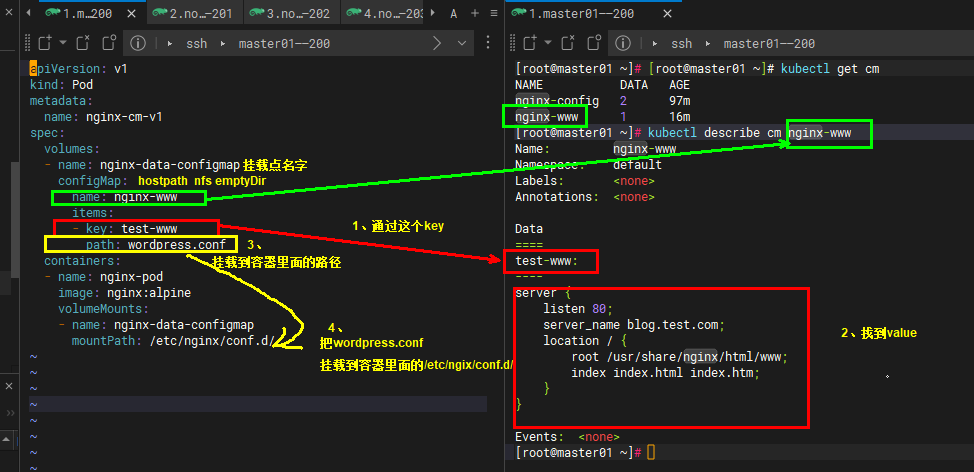 1.m...—200
2.no...—201
3.no...—202
4.no...—203
A
ssh
master01——200
apiVersion: v1
kind: Pod
metadata:
name: nginx-cm-v1
spec:
volumes:
- name: nginx-data-configmap 挂载点名字
configMap: hostpath nfs emptyDir
name: nginx-www
items:
- key: test-www
path: wordpress.conf
3、
挂载到容器里面的路径
containers:
- name: nginx-pod
image: nginx:alpine
volumeMounts:
- name: nginx-data-configmap
mountPath: /etc/nginx/conf.d/
4、
把wordpress.conf
挂载到容器里面的/etc/ngix/conf.d/
~
~
~
~
~
~
~
~
1、通过这个key
1.master01——200
ssh
master01——200
[root@master01 ~]# [root@master01 ~]# kubectl get cm
NAME DATA AGE
nginx-config 2 97m
nginx-www 1 16m
[root@master01 ~]# kubectl describe cm nginx-www
Name: nginx-www
Namespace: default
Labels: <none>
Annotations: <none>
Data
====
test-www:
====
server {
listen 80;
server_name blog.test.com;
location / {
root /usr/share/nginx/html/www;
index index.html index.htm;
}
}
2、找到value
Events: <none>
[root@master01 ~]#